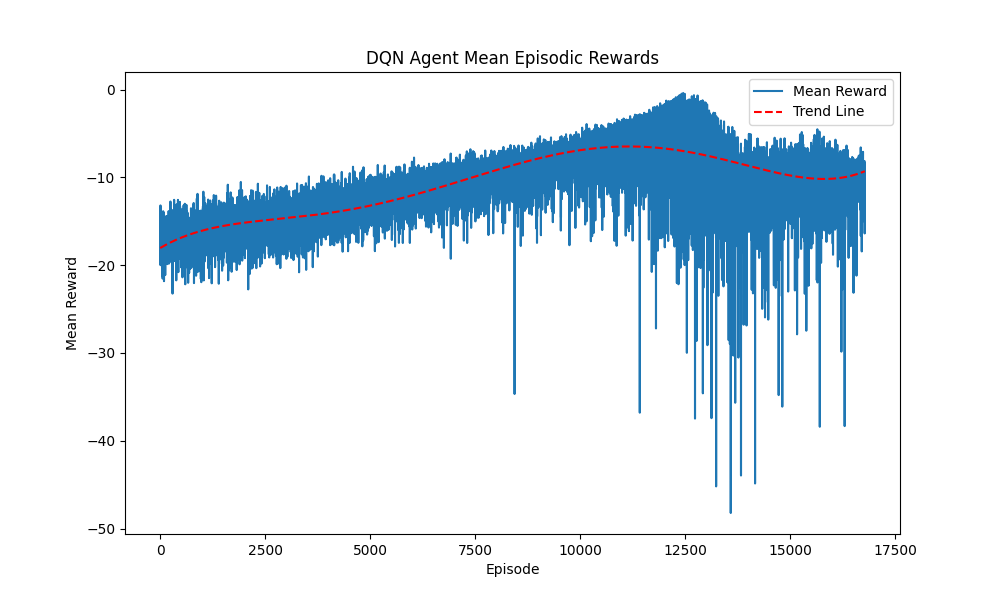 DQN Agent Mean Episodic Rewards
Mean Reward
Trend Line
0
−10
−20
−30
−40
−50
Mean Reward
0
2500
5000
7500
10000
12500
15000
17500
Episode